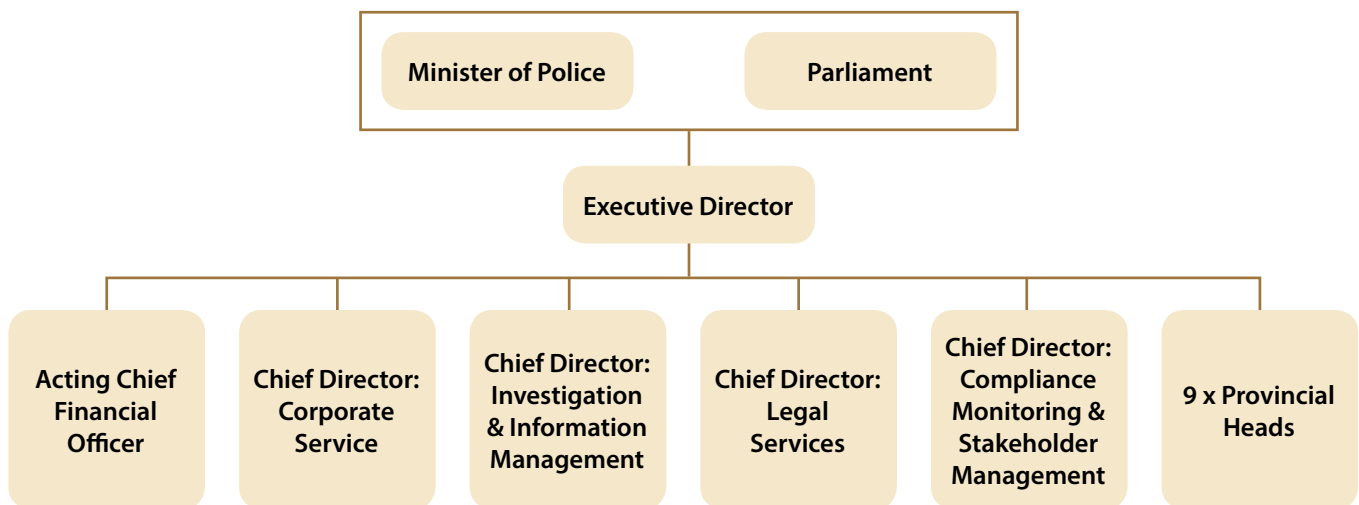 Minister of Police
Parliament
Executive Director
Acting Chief
Financial
Officer
Chief Director:
Corporate
Service
Chief Director:
Investigation
& Information
Management
Chief Director:
Legal
Services
Chief Director:
Compliance
Monitoring &
Stakeholder
Management
9 x Provincial
Heads